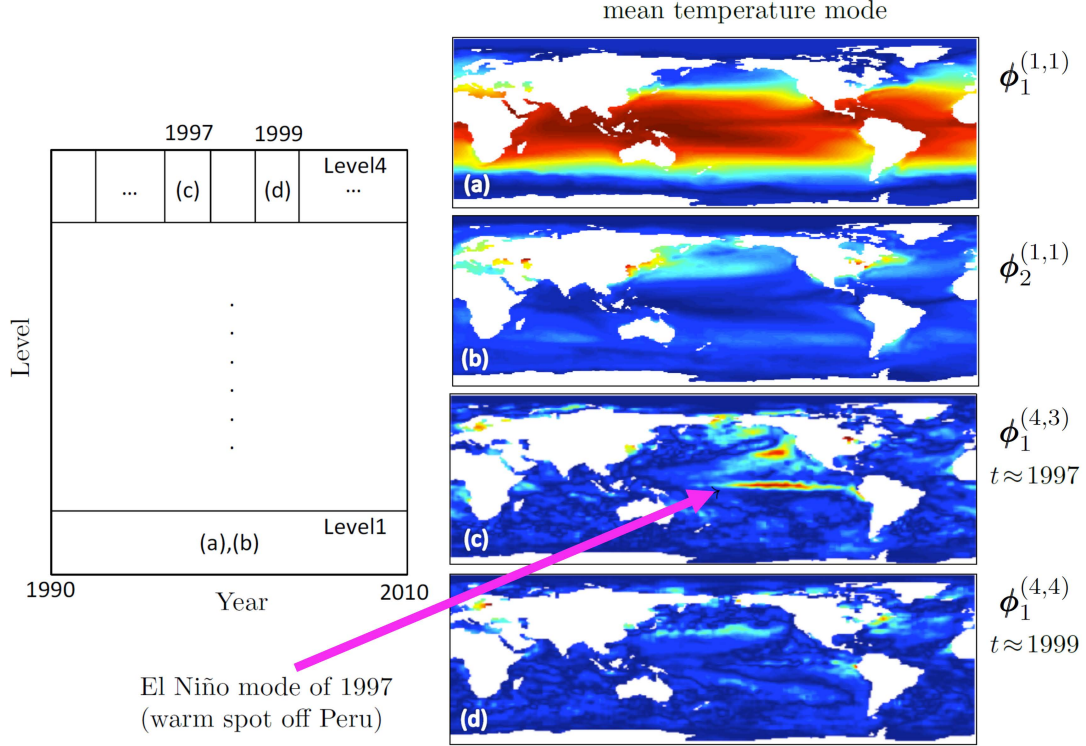 mean temperature mode
ϕ₁^(1,1)
(a)
ϕ₂^(1,1)
(b)
ϕ₁^(4,3)
t≈1997
(c)
ϕ₁^(4,4)
t≈1999
(d)
1997 1999
Level4
... (c) (d) ...
Level
Level1
(a),(b)
1990 2010
Year
El Niño mode of 1997
(warm spot off Peru)